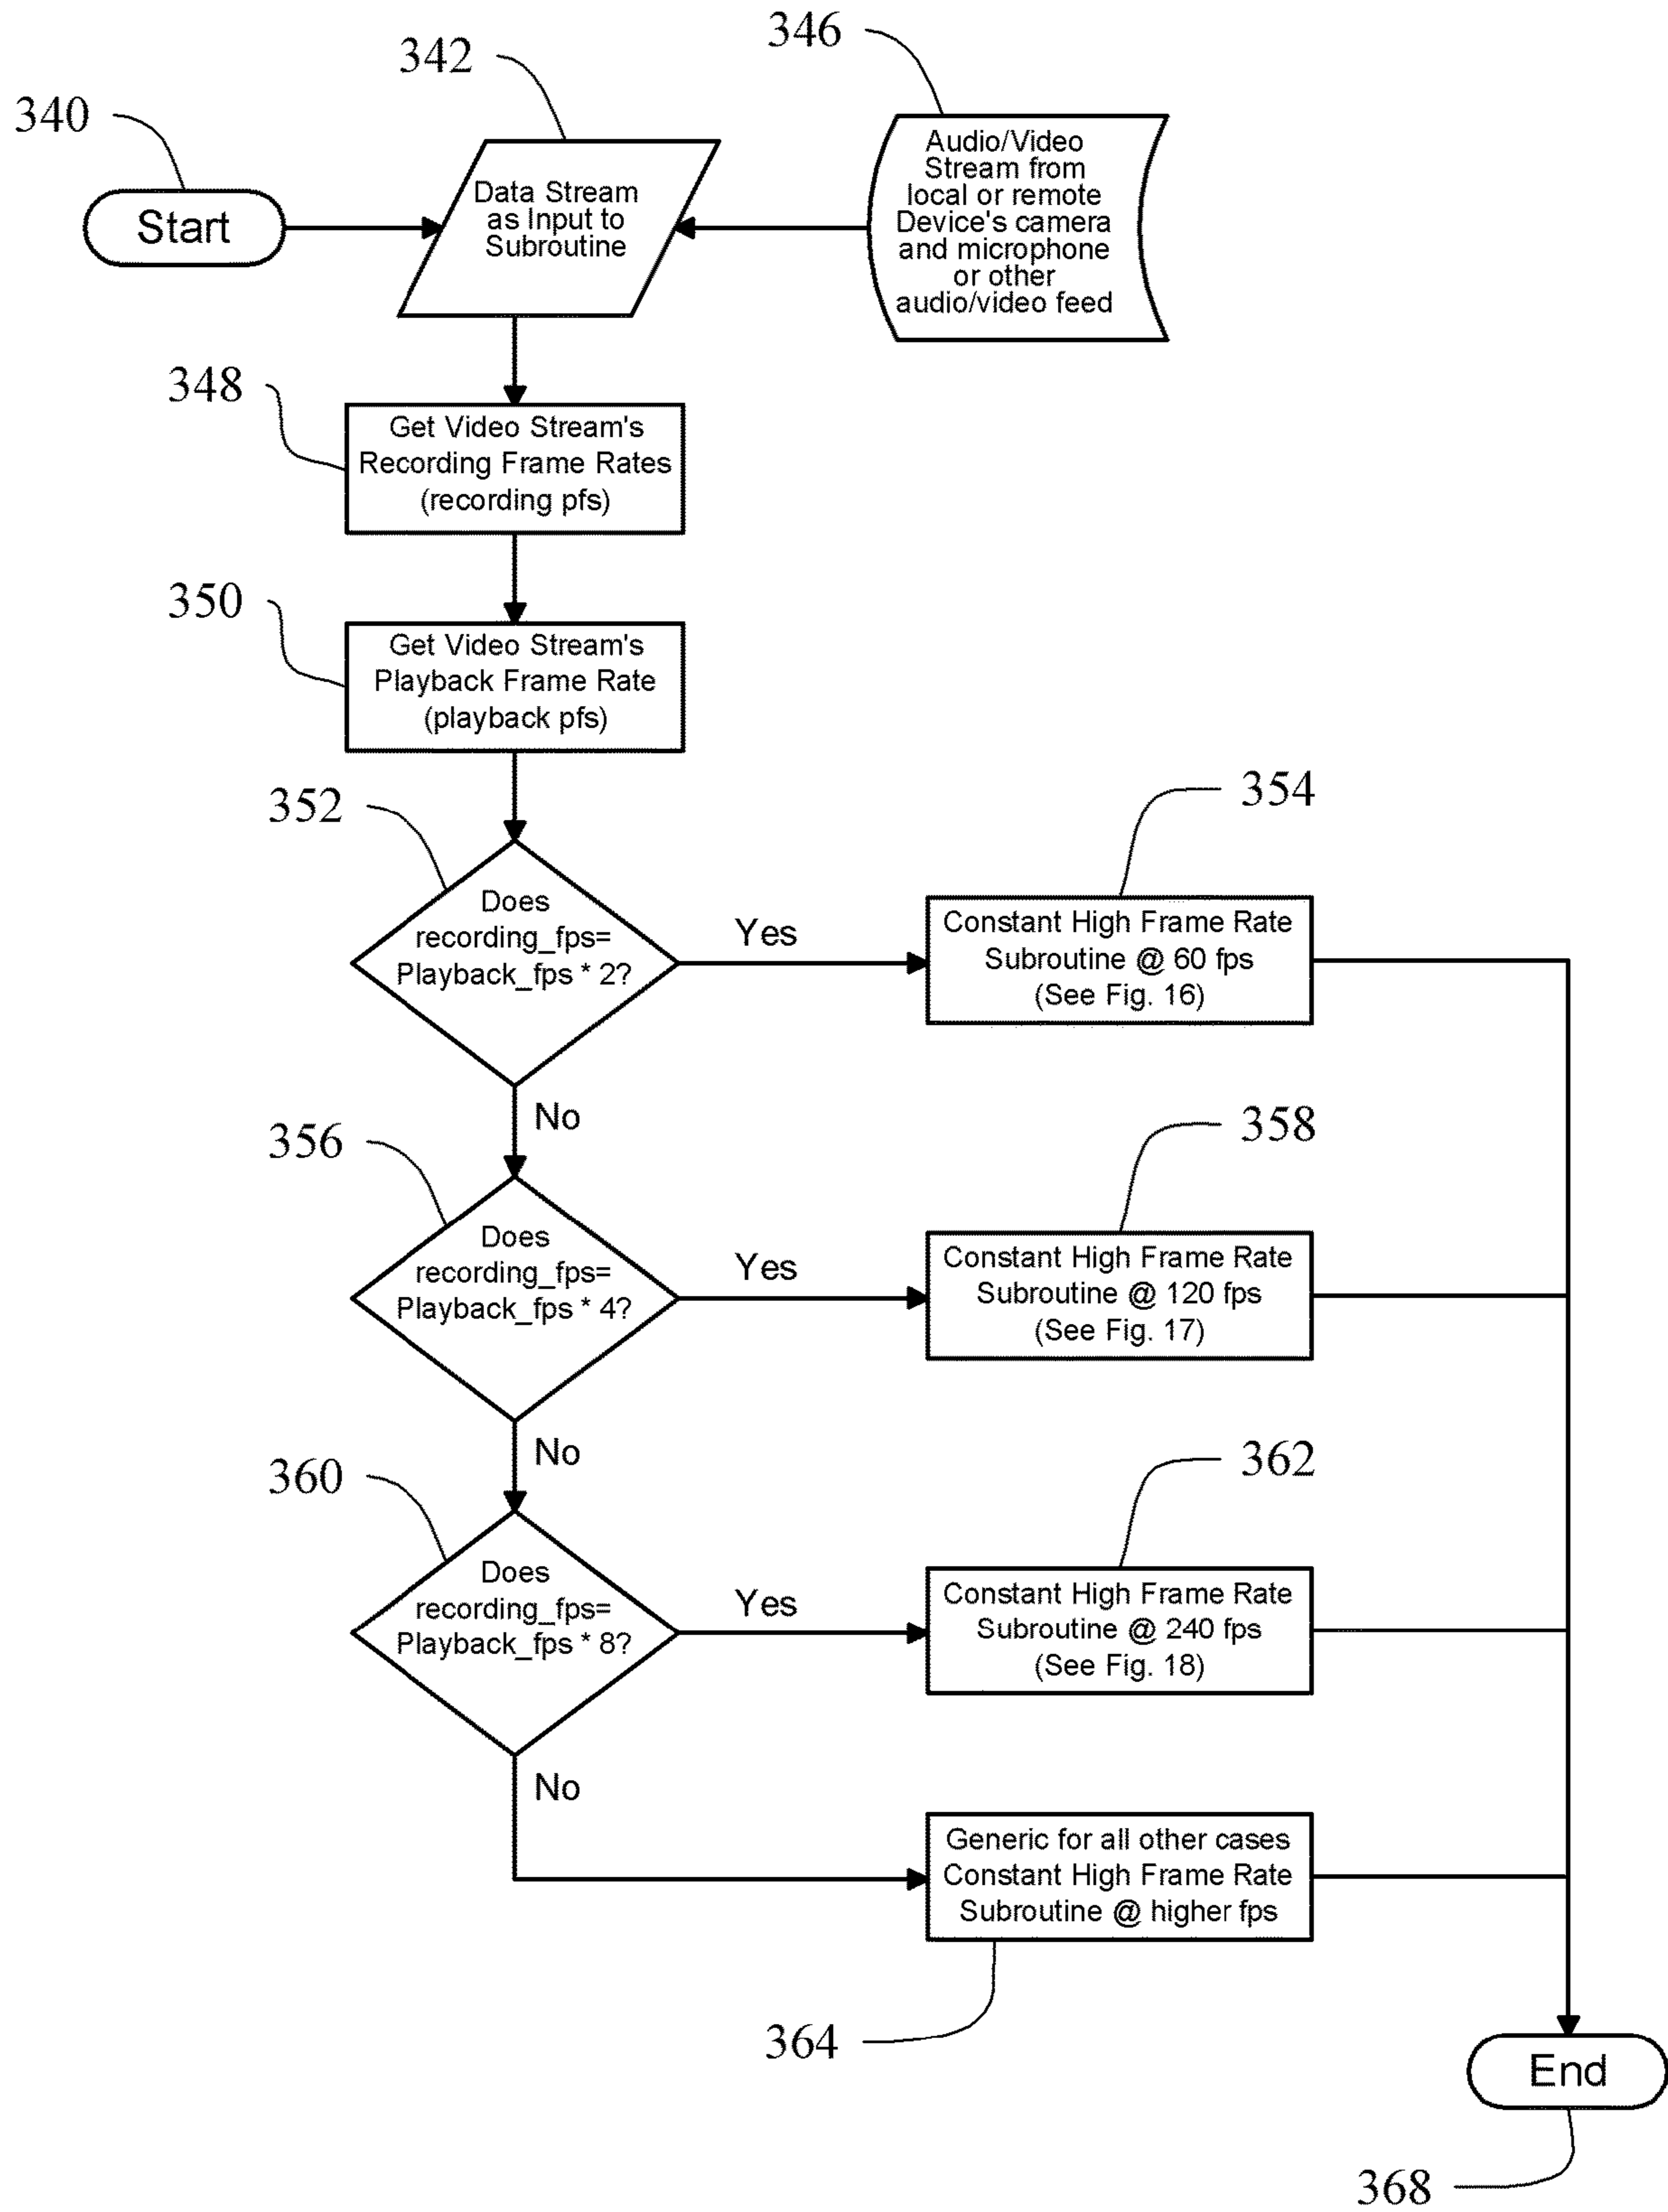 346
342
340
Start
Data Stream
as Input to
Subroutine
Audio/Video
Stream from
local or remote
Device's camera
and microphone
or other
audio/video feed
348
Get Video Stream's
Recording Frame Rates
(recording pfs)
350
Get Video Stream's
Playback Frame Rate
(playback pfs)
352
Does
recording_fps=
Playback_fps * 2?
Yes
354
Constant High Frame Rate
Subroutine @ 60 fps
(See Fig. 16)
No
356
Does
recording_fps=
Playback_fps * 4?
Yes
358
Constant High Frame Rate
Subroutine @ 120 fps
(See Fig. 17)
No
360
Does
recording_fps=
Playback_fps * 8?
Yes
362
Constant High Frame Rate
Subroutine @ 240 fps
(See Fig. 18)
No
Generic for all other cases
Constant High Frame Rate
Subroutine @ higher fps
364
End
368